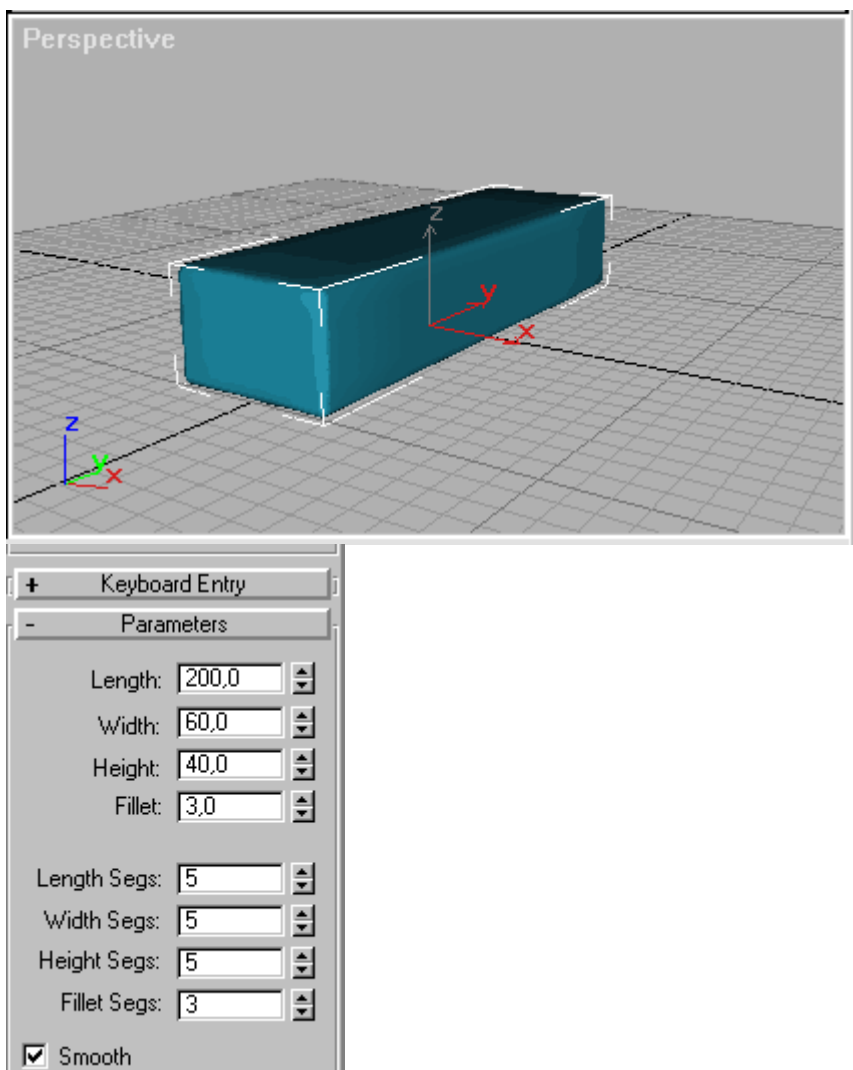 Perspective
z
y
x
z
y
x
+ Keyboard Entry
- Parameters
Length: 200,0
Width: 60,0
Height: 40,0
Fillet: 3,0
Length Segs: 5
Width Segs: 5
Height Segs: 5
Fillet Segs: 3
Smooth